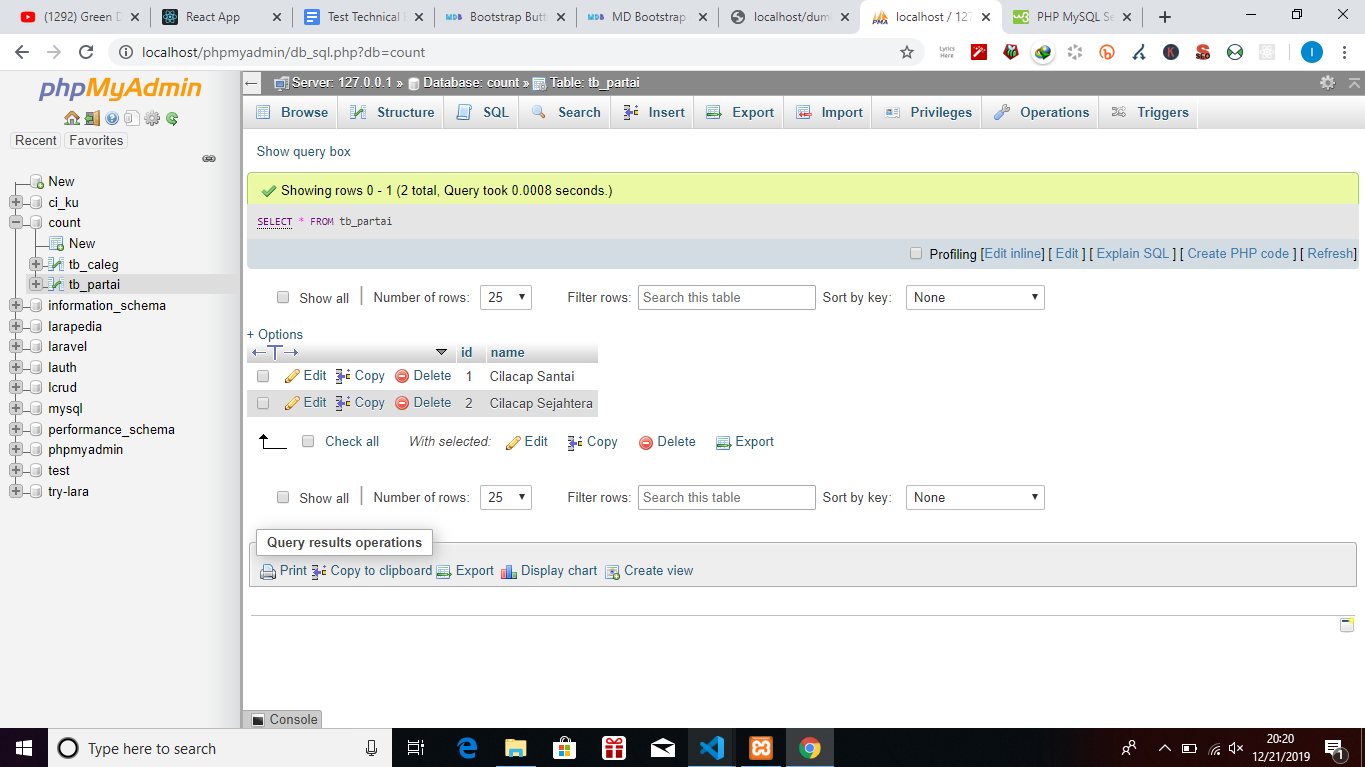 (1292) Green D
React App
Test Technical
Bootstrap Butt
MD Bootstrap
localhost/dum
localhost / 127
PHP MySQL Se
localhost/phpmyadmin/db_sql.php?db=count
Lyrics Here
SEO
I
phpMyAdmin
Recent Favorites
New
ci_ku
count
New
tb_caleg
tb_partai
information_schema
larapedia
laravel
lauth
lcrud
mysql
performance_schema
phpmyadmin
test
try-lara
Server: 127.0.0.1 » Database: count » Table: tb_partai
Browse Structure SQL Search Insert Export Import Privileges Operations Triggers
Show query box
Showing rows 0 - 1 (2 total, Query took 0.0008 seconds.)
SELECT * FROM tb_partai
Profiling [Edit inline] [ Edit ] [ Explain SQL ] [ Create PHP code ] [ Refresh]
Show all | Number of rows: 25 Filter rows: Search this table Sort by key: None
+ Options
id name
Edit Copy Delete 1 Cilacap Santai
Edit Copy Delete 2 Cilacap Sejahtera
Check all With selected: Edit Copy Delete Export
Show all | Number of rows: 25 Filter rows: Search this table Sort by key: None
Query results operations
Print Copy to clipboard Export Display chart Create view
Console
Type here to search
20:20
12/21/2019
1